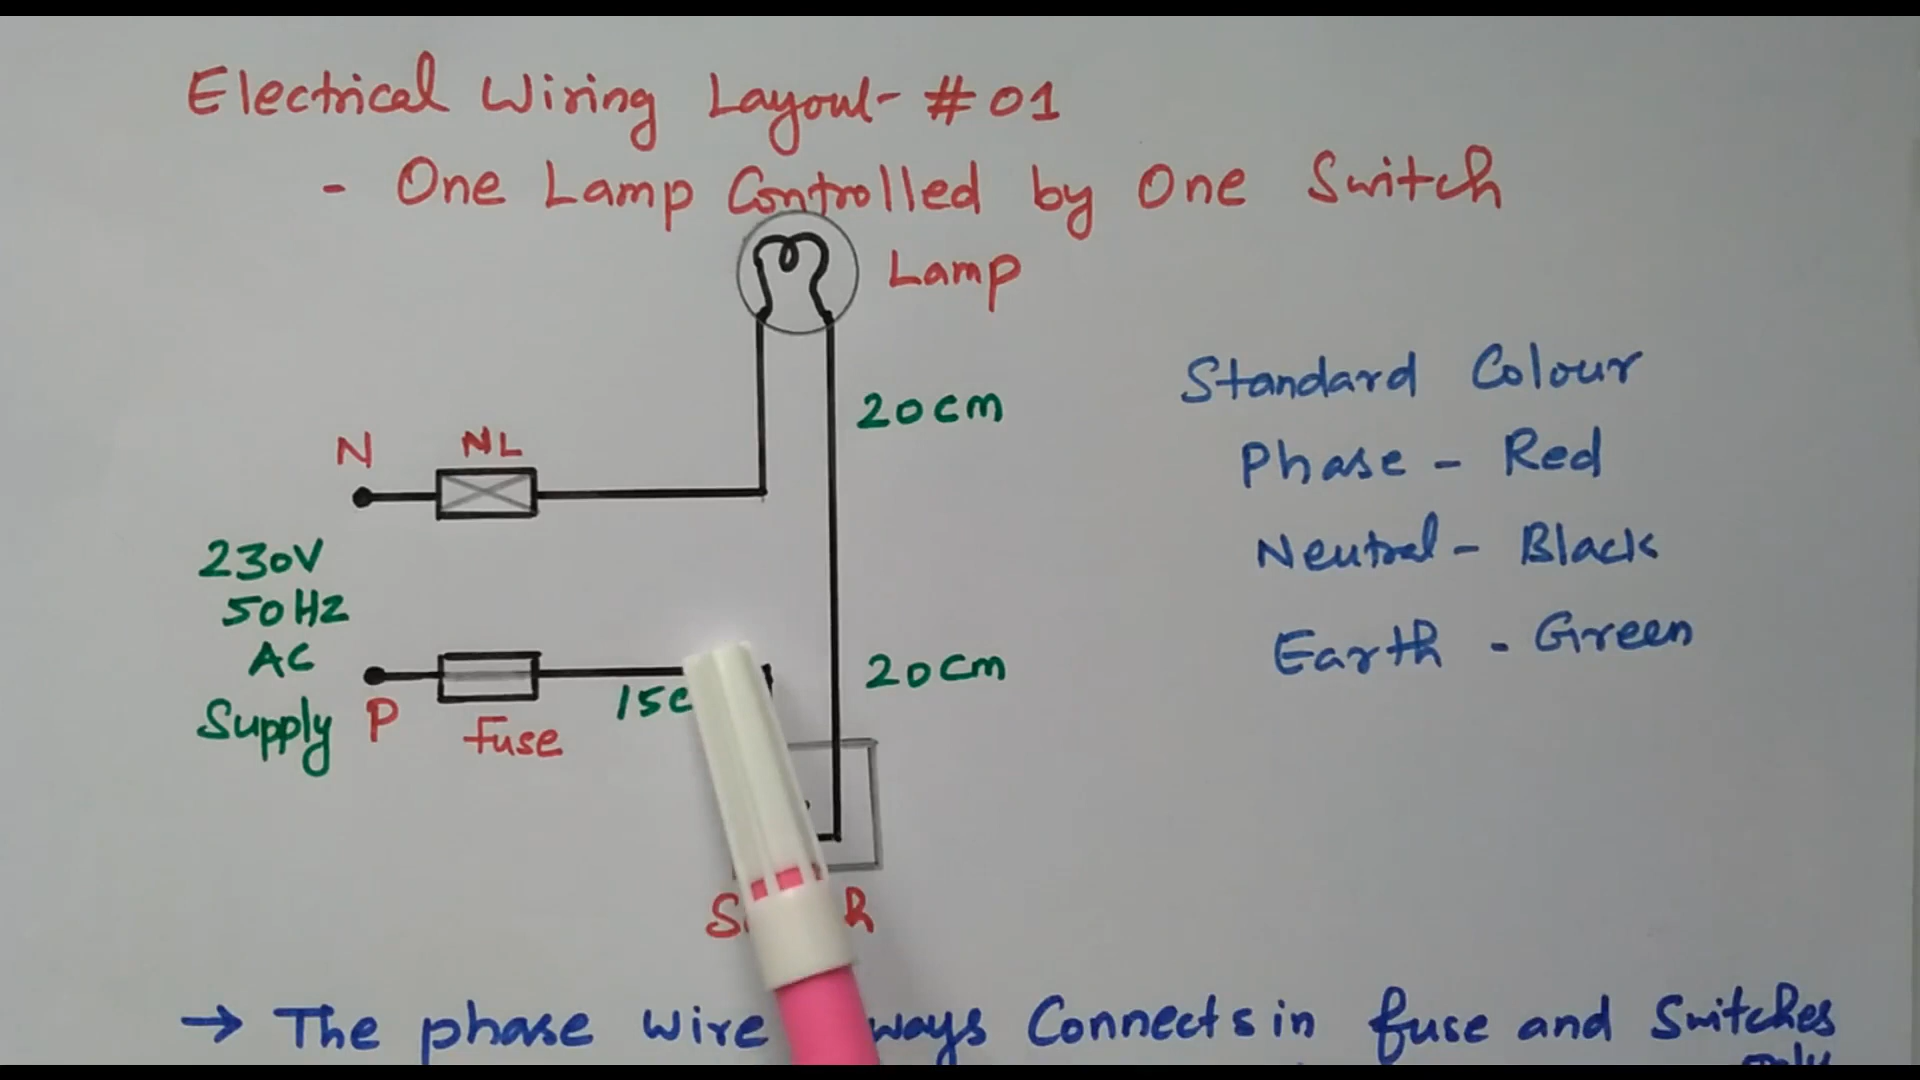 Electrical Wiring Layout - #01
- One Lamp Controlled by One Switch
Lamp
20cm
N NL
230V
50Hz
AC
Supply
P
Fuse
20cm
Standard Colour
Phase - Red
Neutral - Black
Earth - Green
→ The phase wire connects in fuse and Switches
only